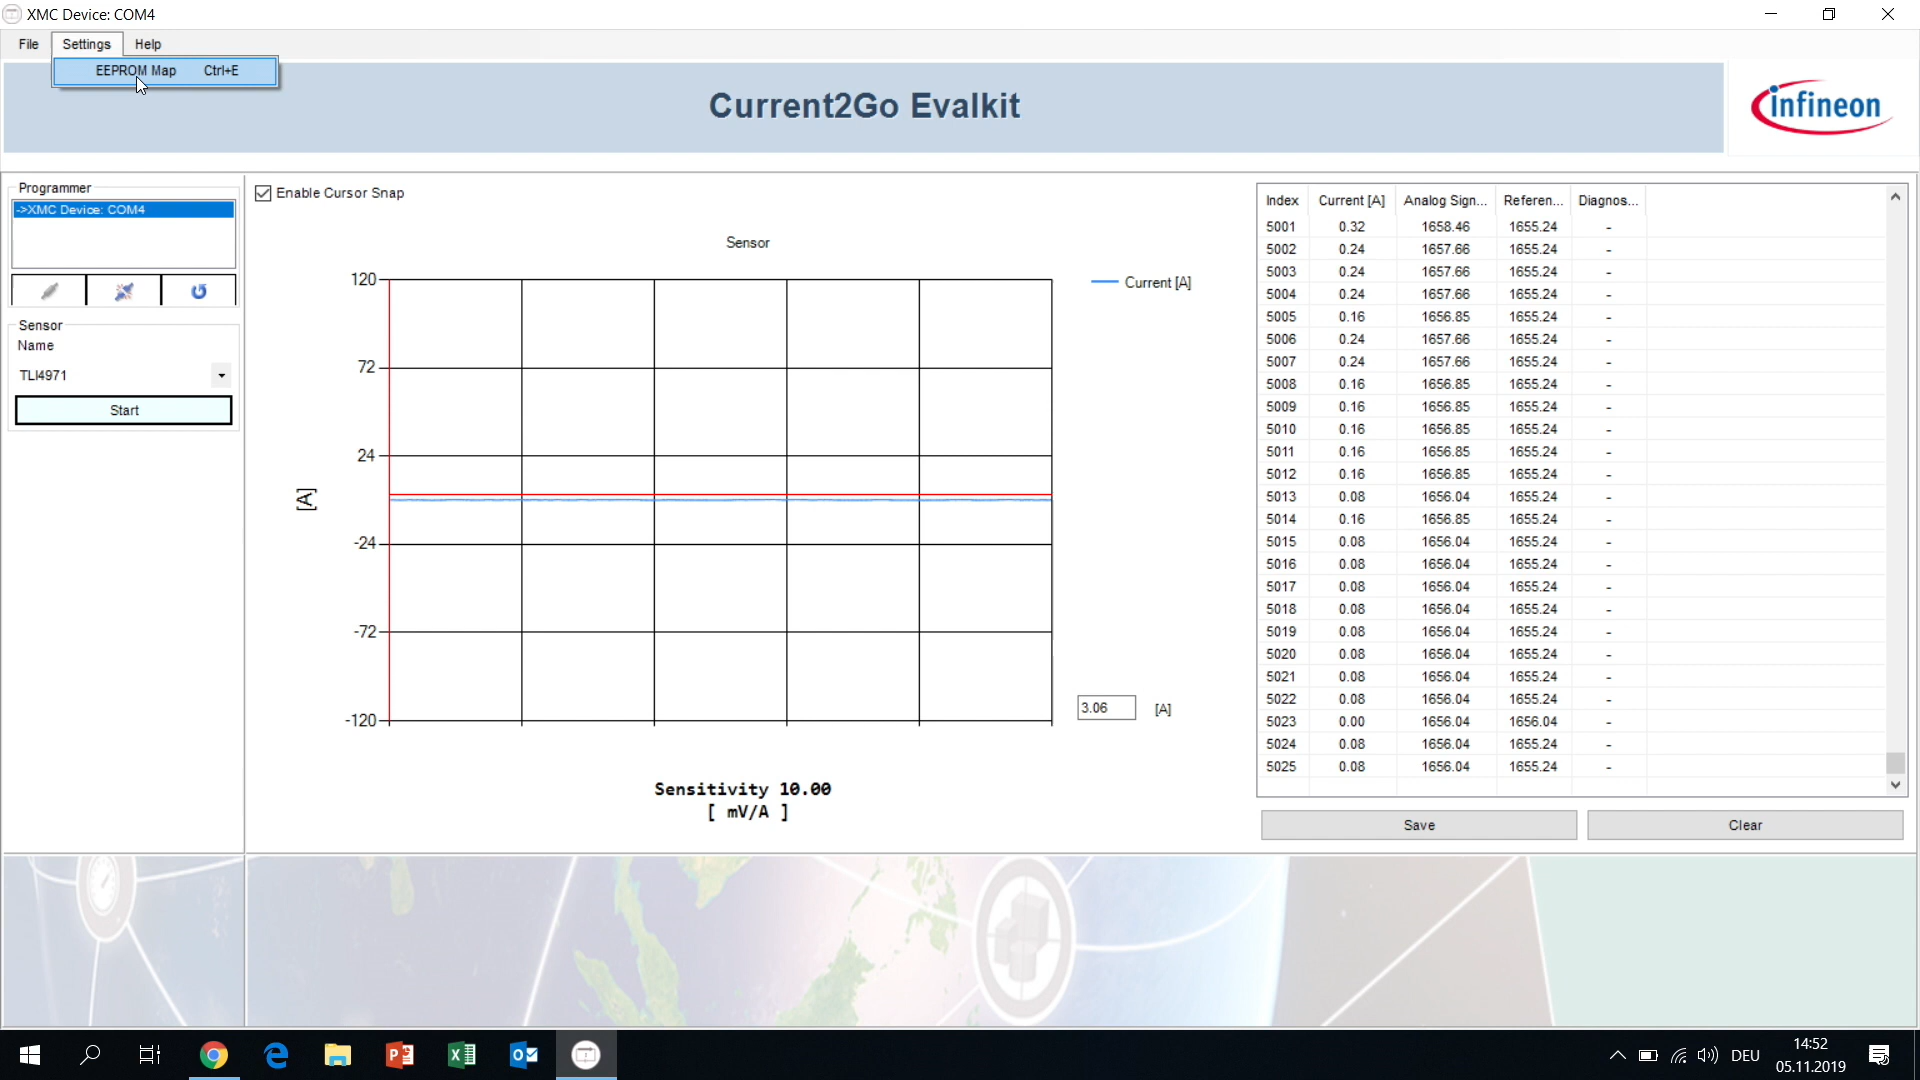 XMC Device: COM4
File Settings Help
EEPROM Map Ctrl+E
Current2Go Evalkit
infineon
Programmer
->XMC Device: COM4
Sensor
Name
TLI4971
Start
Enable Cursor Snap
Sensor
120
72
24
-24
-72
-120
[A]
Current [A]
3.06 [A]
Sensitivity 10.00
[ mV/A ]
Index Current [A] Analog Sign... Referen... Diagnos...
5001 0.32 1658.46 1655.24 -
5002 0.24 1657.66 1655.24 -
5003 0.24 1657.66 1655.24 -
5004 0.24 1657.66 1655.24 -
5005 0.16 1656.85 1655.24 -
5006 0.24 1657.66 1655.24 -
5007 0.24 1657.66 1655.24 -
5008 0.16 1656.85 1655.24 -
5009 0.16 1656.85 1655.24 -
5010 0.16 1656.85 1655.24 -
5011 0.16 1656.85 1655.24 -
5012 0.16 1656.85 1655.24 -
5013 0.08 1656.04 1655.24 -
5014 0.16 1656.85 1655.24 -
5015 0.08 1656.04 1655.24 -
5016 0.08 1656.04 1655.24 -
5017 0.08 1656.04 1655.24 -
5018 0.08 1656.04 1655.24 -
5019 0.08 1656.04 1655.24 -
5020 0.08 1656.04 1655.24 -
5021 0.08 1656.04 1655.24 -
5022 0.08 1656.04 1655.24 -
5023 0.00 1656.04 1656.04 -
5024 0.08 1656.04 1655.24 -
5025 0.08 1656.04 1655.24 -
Save Clear
DEU
14:52
05.11.2019